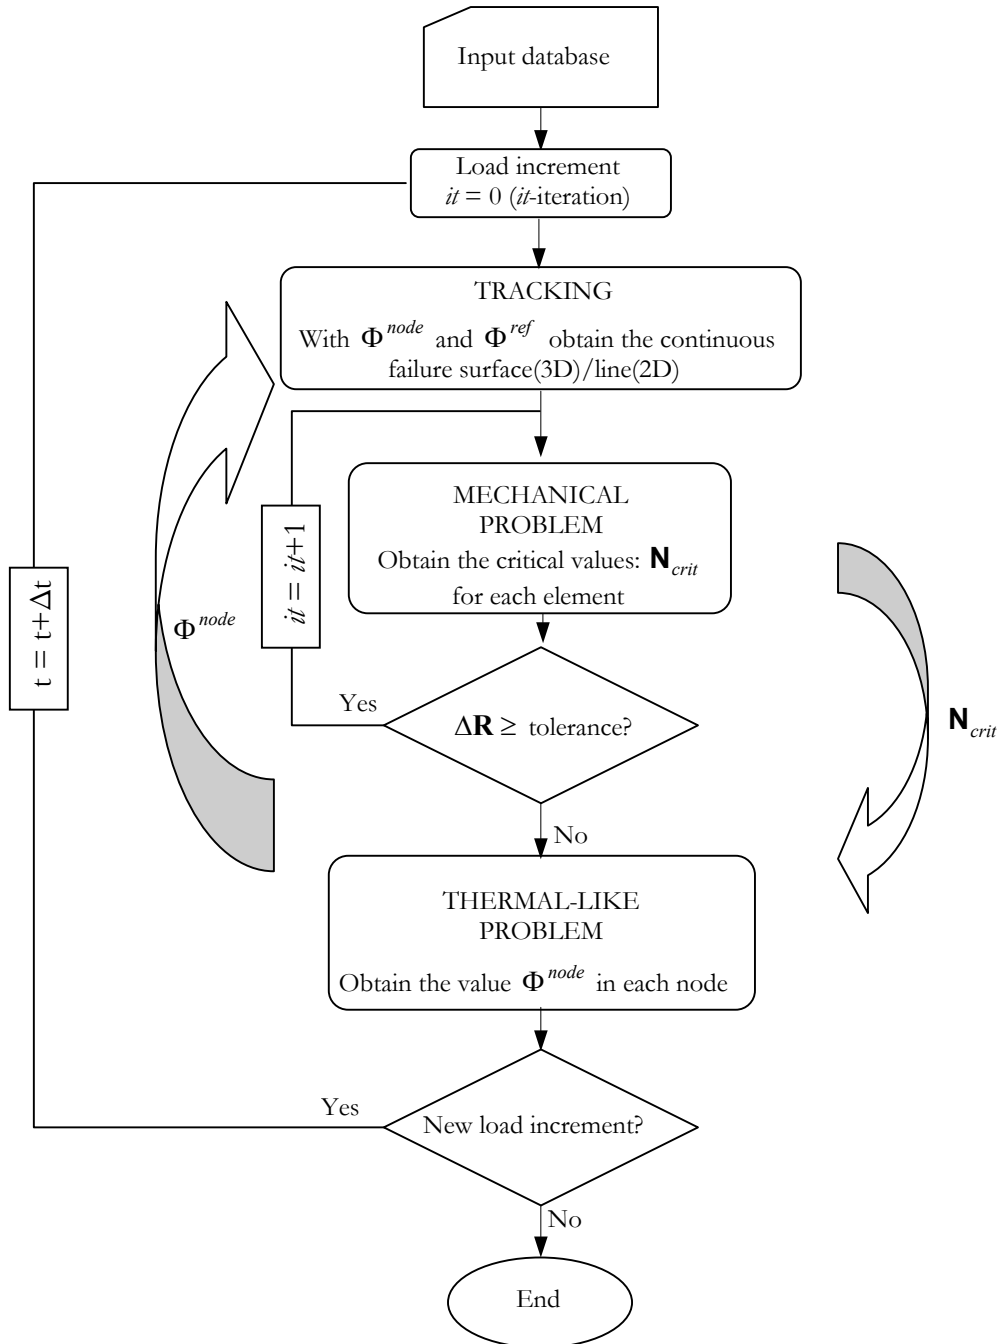 Input database
Load increment
it = 0 (it-iteration)
TRACKING
With Φ^node and Φ^ref obtain the continuous
failure surface(3D)/line(2D)
MECHANICAL
PROBLEM
Obtain the critical values: N_crit
for each element
it = it+1
t = t+Δt
Φ^node
N_crit
Yes
ΔR ≥ tolerance?
No
THERMAL-LIKE
PROBLEM
Obtain the value Φ^node in each node
Yes
New load increment?
No
End